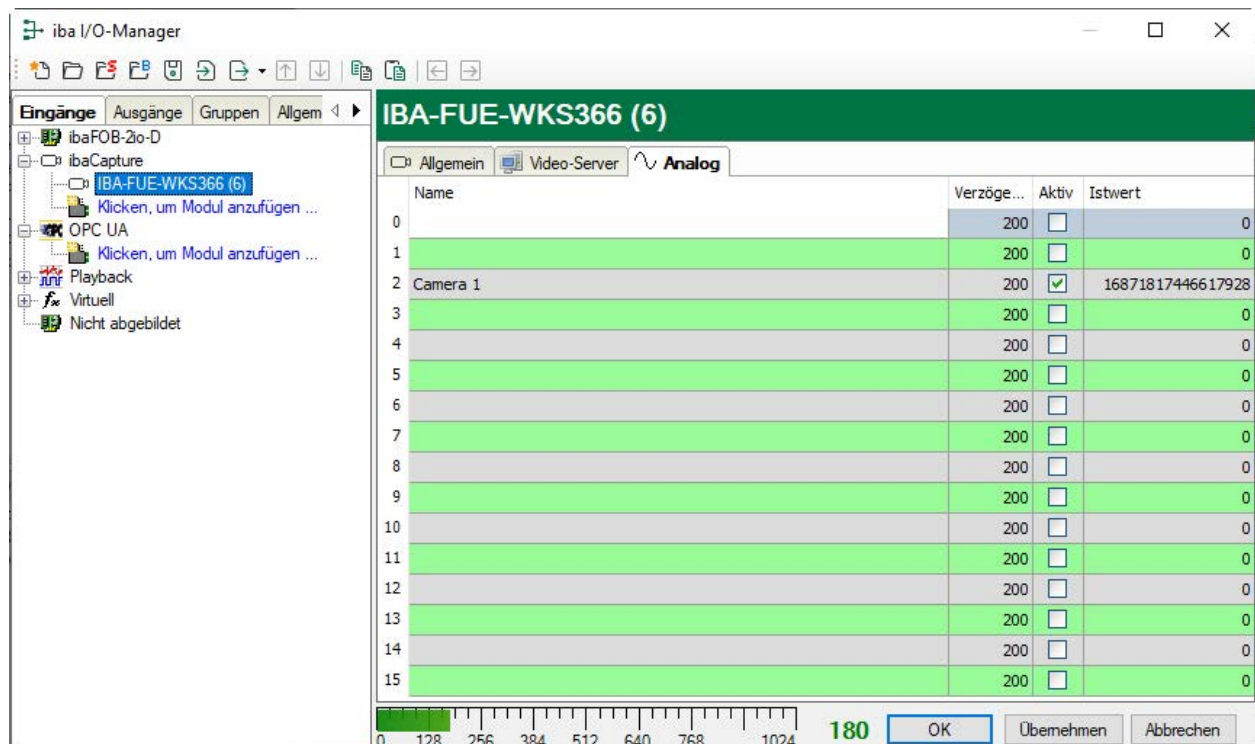 iba I/O-Manager
Eingänge Ausgänge Gruppen Allgem
ibaFOB-2io-D
ibaCapture
IBA-FUE-WKS366 (6)
Klicken, um Modul anzufügen ...
OPC UA
Klicken, um Modul anzufügen ...
Playback
Virtuell
Nicht abgebildet
IBA-FUE-WKS366 (6)
Allgemein Video-Server Analog
Name Verzöge... Aktiv Istwert
0 200 0
1 200 0
2 Camera 1 200 16871817446617928
3 200 0
4 200 0
5 200 0
6 200 0
7 200 0
8 200 0
9 200 0
10 200 0
11 200 0
12 200 0
13 200 0
14 200 0
15 200 0
0 128 256 384 512 640 768 1024
180 OK Übernehmen Abbrechen